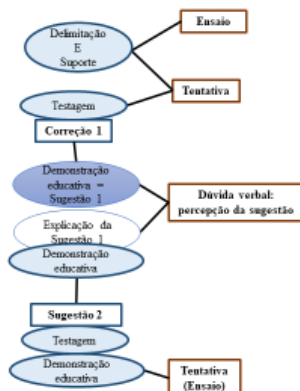 Delimitação
E
Suporte
Ensaio
Tentativa
Testagem
Correção 1
Demonstração
educativa =
Sugestão 1
Dúvida verbal:
percepção da sugestão
Explicação da
Sugestão 1
Demonstração
educativa
Sugestão 2
Testagem
Demonstração
educativa
Tentativa
(Ensaio)